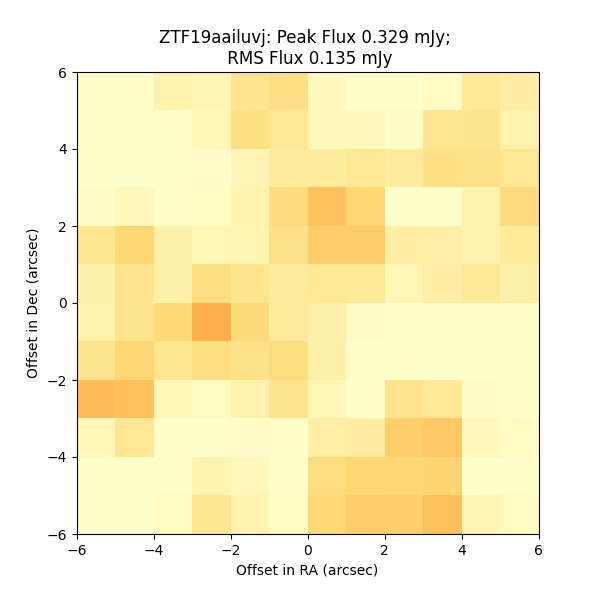 ZTF19aailuvj: Peak Flux 0.329 mJy;
RMS Flux 0.135 mJy
6
4
2
0
−2
−4
−6
Offset in Dec (arcsec)
−6 −4 −2 0 2 4 6
Offset in RA (arcsec)